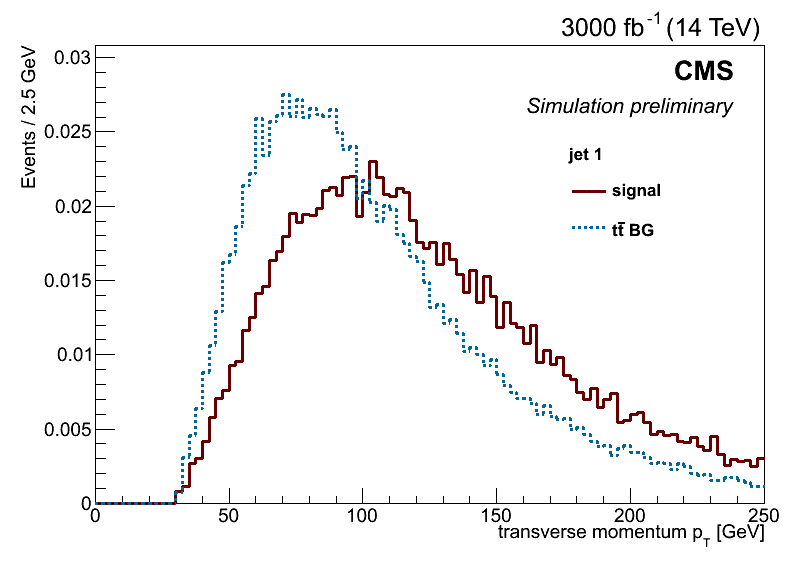 3000 fb⁻¹ (14 TeV)
CMS
Simulation preliminary
jet 1
signal
tt̄ BG
Events / 2.5 GeV
0.03
0.025
0.02
0.015
0.01
0.005
0
0 50 100 150 200 250
transverse momentum p_T [GeV]